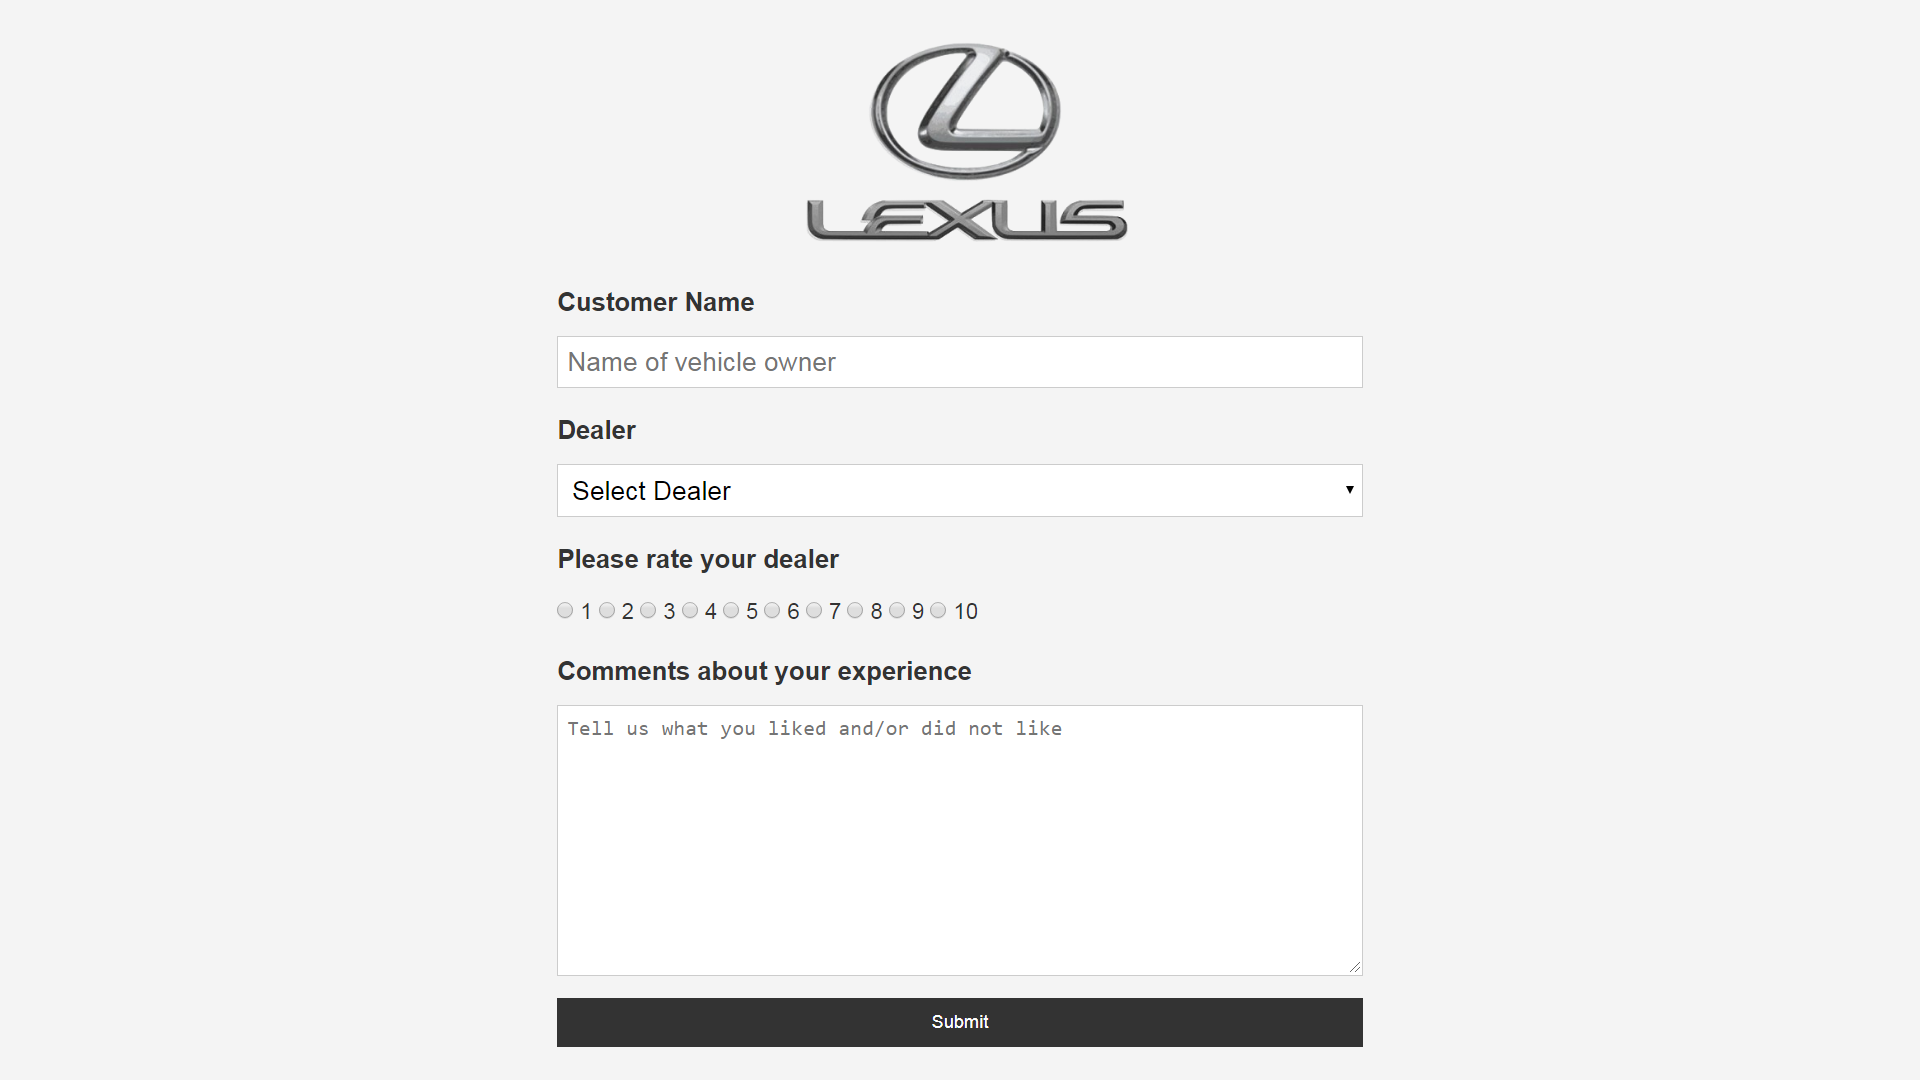 LEXUS
Customer Name
Name of vehicle owner
Dealer
Select Dealer
Please rate your dealer
1 2 3 4 5 6 7 8 9 10
Comments about your experience
Tell us what you liked and/or did not like
Submit